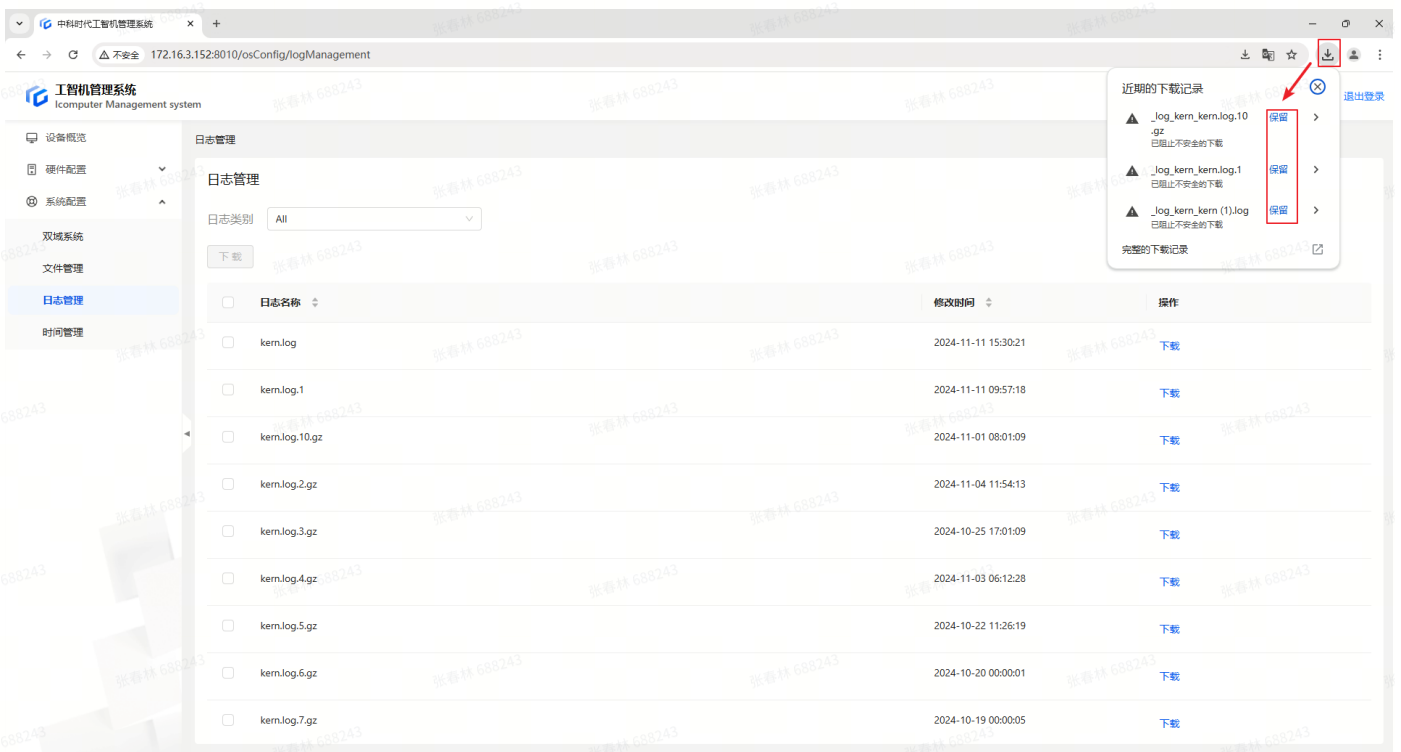 中科时代工智机管理系统
不安全 172.16.3.152:8010/osConfig/logManagement
工智机管理系统
Icomputer Management system
退出登录
设备概览
硬件配置
系统配置
双域系统
文件管理
日志管理
时间管理
日志管理
日志管理
日志类别 All
下载
日志名称 修改时间 操作
kern.log 2024-11-11 15:30:21 下载
kern.log.1 2024-11-11 09:57:18 下载
kern.log.10.gz 2024-11-01 08:01:09 下载
kern.log.2.gz 2024-11-04 11:54:13 下载
kern.log.3.gz 2024-10-25 17:01:09 下载
kern.log.4.gz 2024-11-03 06:12:28 下载
kern.log.5.gz 2024-10-22 11:26:19 下载
kern.log.6.gz 2024-10-20 00:00:01 下载
kern.log.7.gz 2024-10-19 00:00:05 下载
近期的下载记录
_log_kern_kern.log.10 保留
.gz
已阻止不安全的下载
_log_kern_kern.log.1 保留
已阻止不安全的下载
_log_kern_kern (1).log 保留
已阻止不安全的下载
完整的下载记录
张春林 688243